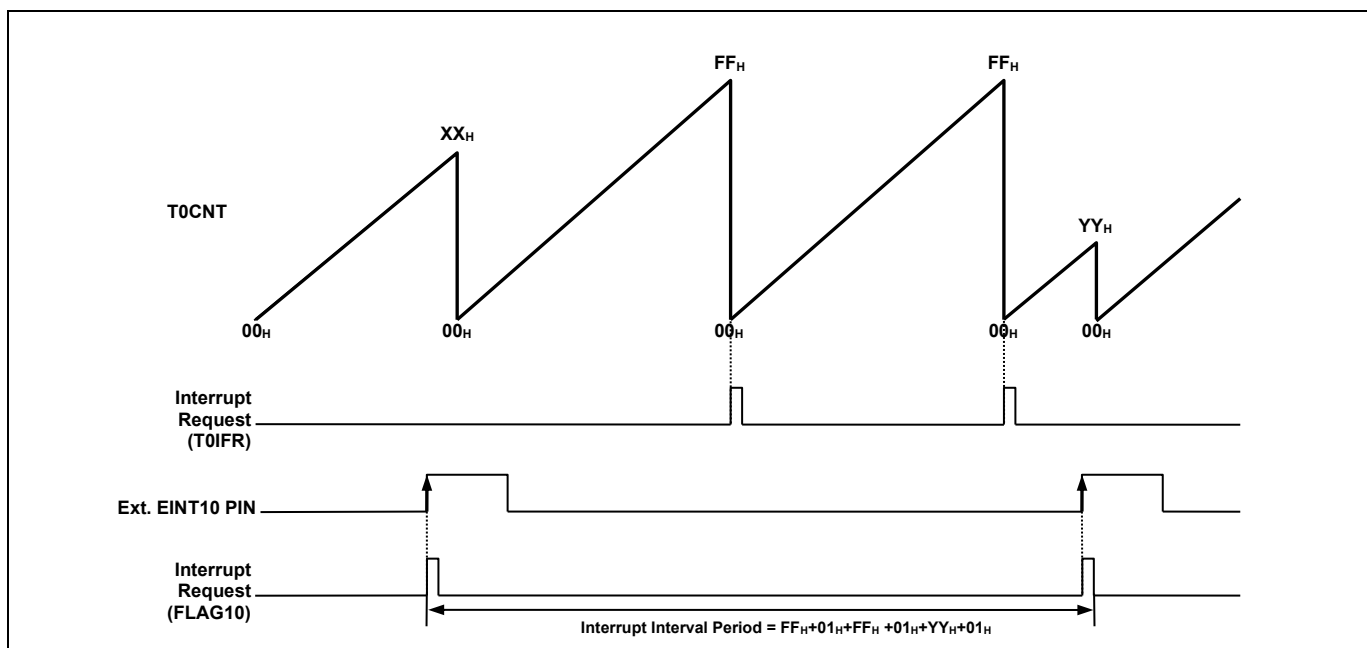 FFH FFH
XXH
T0CNT
YYH
00H 00H 00H 00H 00H
Interrupt
Request
(T0IFR)
Ext. EINT10 PIN
Interrupt
Request
(FLAG10)
Interrupt Interval Period = FFH+01H+FFH +01H+YYH+01H